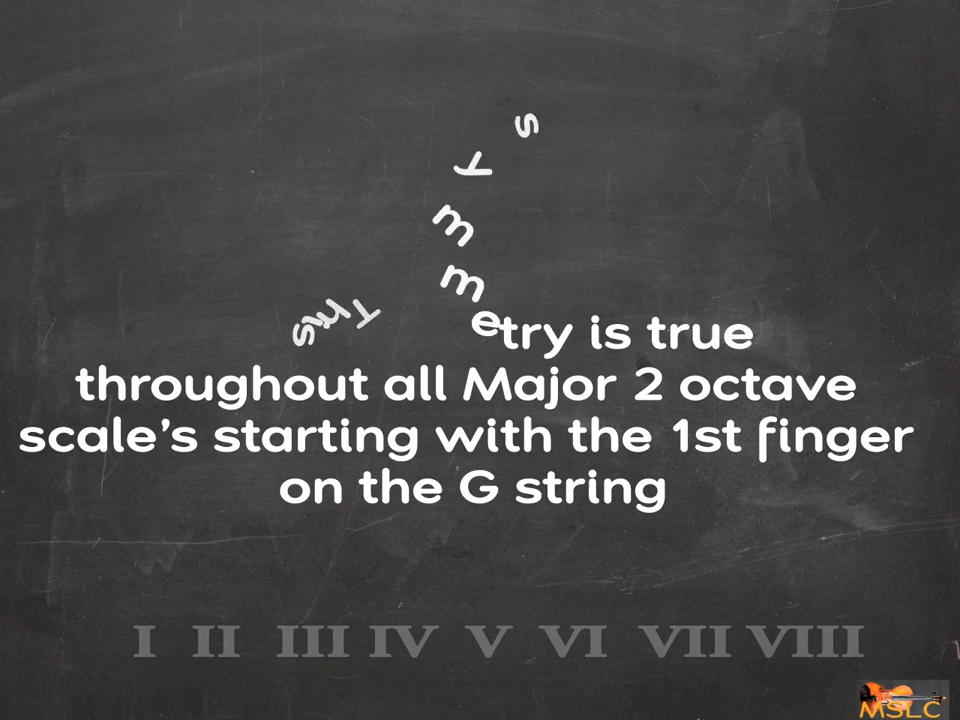 This symmetry is true
throughout all Major 2 octave
scale's starting with the 1st finger
on the G string
I II III IV V VI VII VIII
MSLC